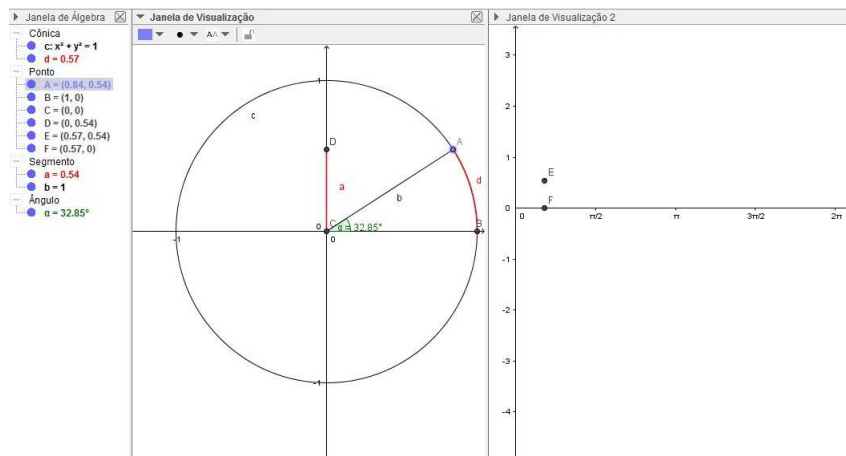 Janela de Álgebra
Cônica
c: x² + y² = 1
d = 0.57
Ponto
A = (0.84, 0.54)
B = (1, 0)
C = (0, 0)
D = (0, 0.54)
E = (0.57, 0.54)
F = (0.57, 0)
Segmento
a = 0.54
b = 1
Ângulo
α = 32.85°
Janela de Visualização
AA
1
c
D
A
a
d
b
0
C
α = 32.85°
B
-1
0
-1
Janela de Visualização 2
3
2
1
E
0
F
0
π/2
π
3π/2
2π
-1
-2
-3
-4